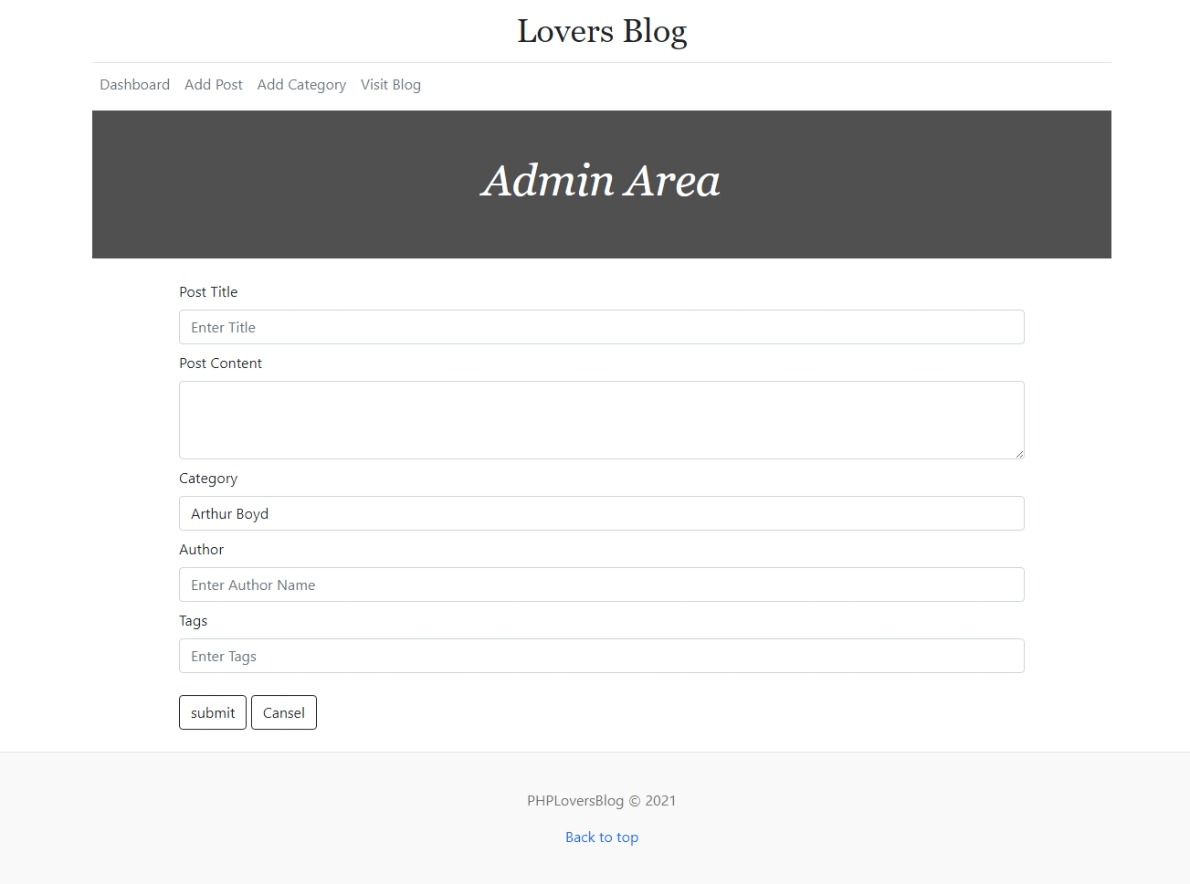 Lovers Blog
Dashboard Add Post Add Category Visit Blog
Admin Area
Post Title
Enter Title
Post Content
Category
Arthur Boyd
Author
Enter Author Name
Tags
Enter Tags
submit Cansel
PHPLoversBlog © 2021
Back to top